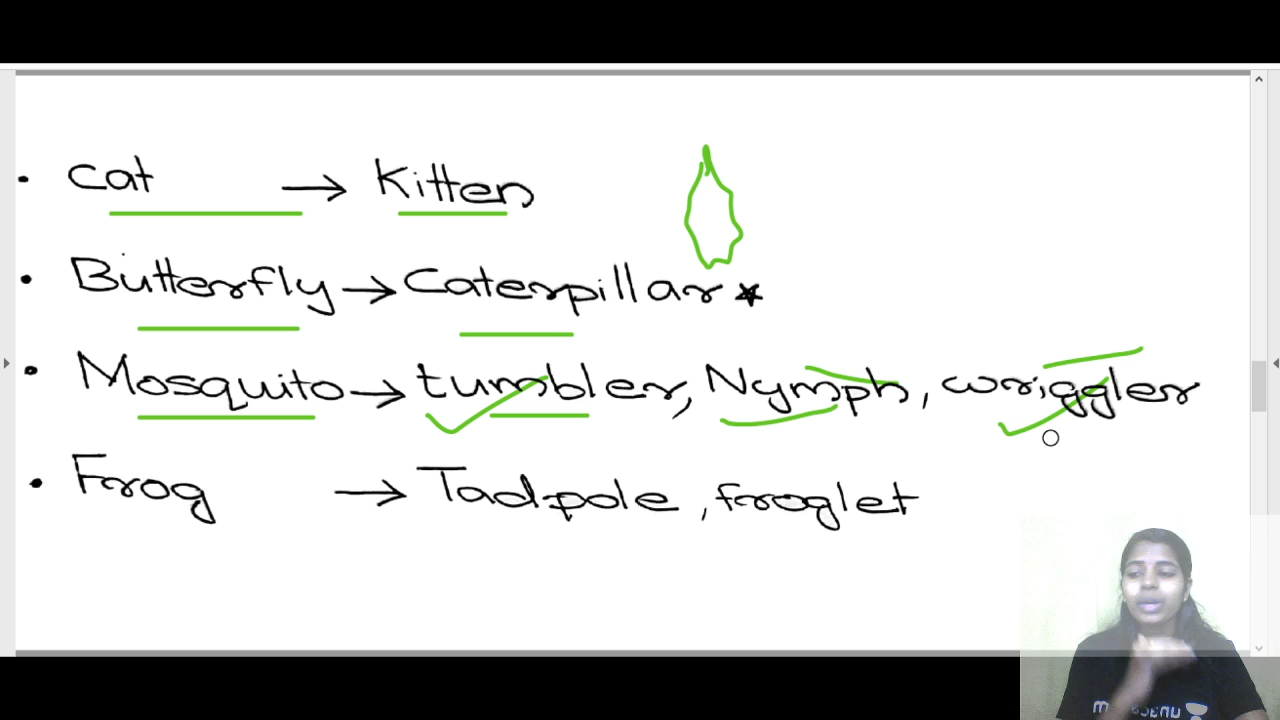 • Cat → Kitten
• Butterfly → Caterpillar *
• Mosquito → tumbler, Nymph, wriggler
• Frog → Tadpole, froglet